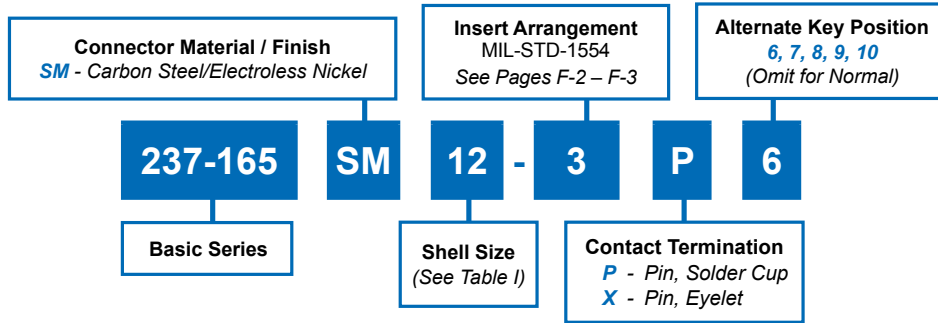 Connector Material / Finish
SM - Carbon Steel/Electroless Nickel
Insert Arrangement
MIL-STD-1554
See Pages F-2 – F-3
Alternate Key Position
6, 7, 8, 9, 10
(Omit for Normal)
237-165 SM 12 - 3 P 6
Basic Series
Shell Size
(See Table I)
Contact Termination
P - Pin, Solder Cup
X - Pin, Eyelet